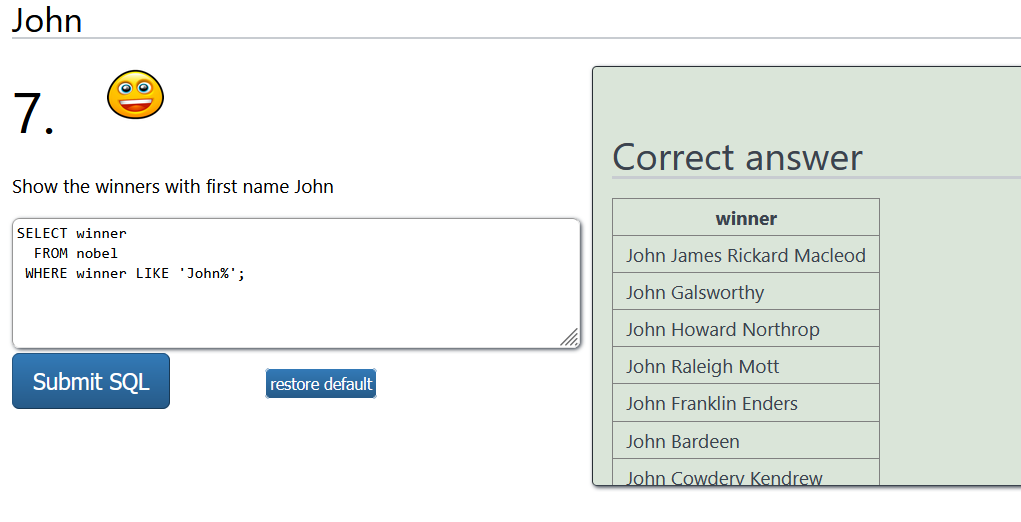 John
7.
Show the winners with first name John
SELECT winner
FROM nobel
WHERE winner LIKE 'John%';
Submit SQL
restore default
Correct answer
winner
John James Rickard Macleod
John Galsworthy
John Howard Northrop
John Raleigh Mott
John Franklin Enders
John Bardeen
John Cowdery Kendrew